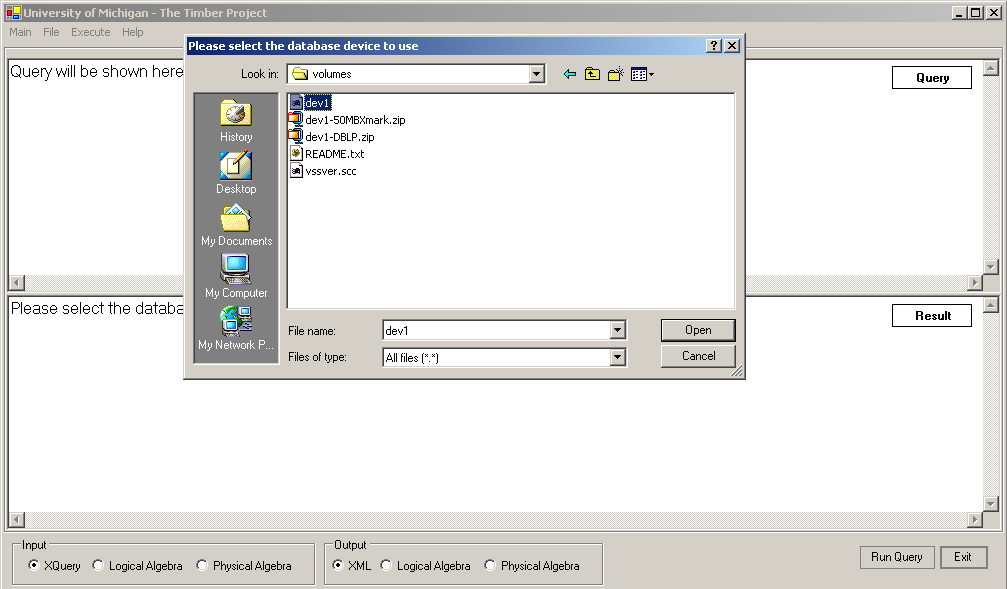 University of Michigan - The Timber Project
Main File Execute Help
Please select the database device to use
Look in: volumes
Query will be shown here
Query
dev1
dev1-50MBXmark.zip
dev1-DBLP.zip
README.txt
vssver.scc
History
Desktop
My Documents
My Computer
My Network P...
File name: dev1 Open
Files of type: All files (*.*) Cancel
Please select the databa
Result
Input
XQuery Logical Algebra Physical Algebra
Output
XML Logical Algebra Physical Algebra
Run Query Exit